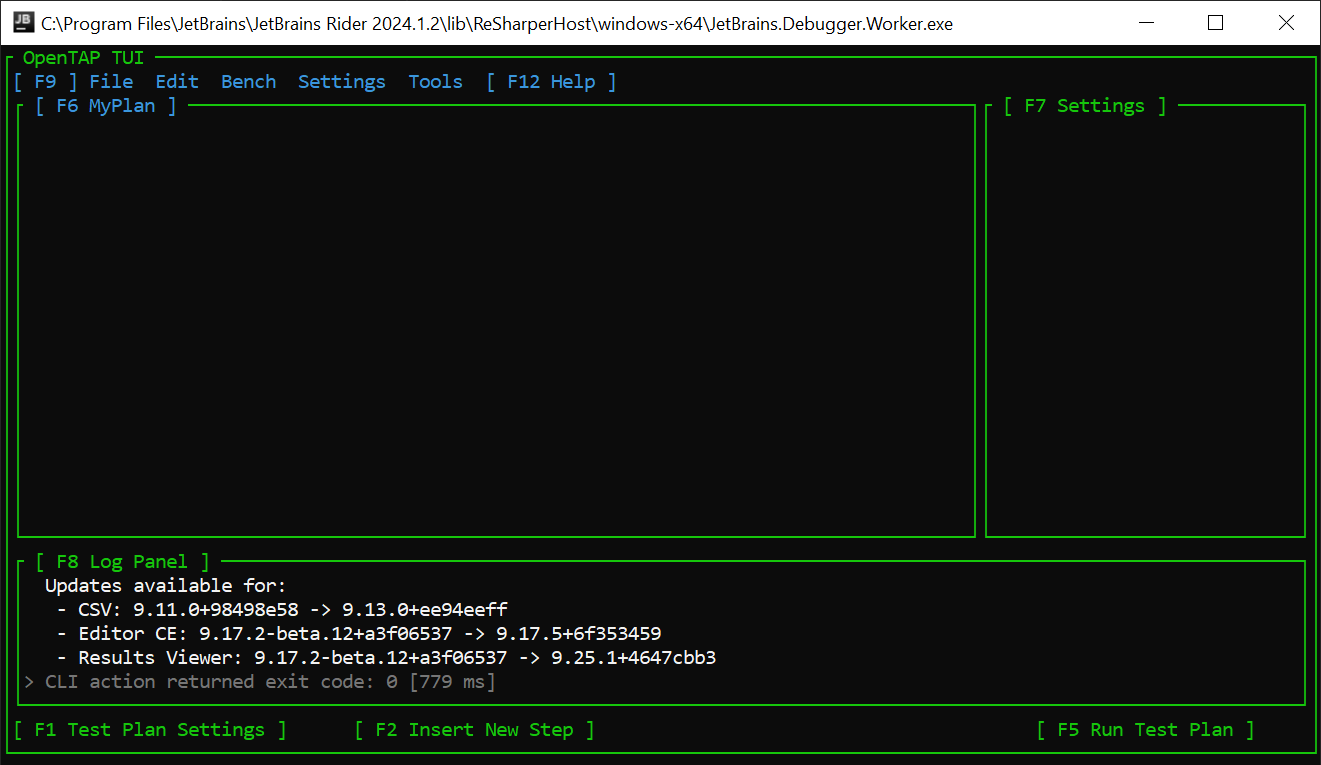 JB C:\Program Files\JetBrains\JetBrains Rider 2024.1.2\lib\ReSharperHost\windows-x64\JetBrains.Debugger.Worker.exe
OpenTAP TUI
[ F9 ] File Edit Bench Settings Tools [ F12 Help ]
[ F6 MyPlan ]
[ F7 Settings ]
[ F8 Log Panel ]
Updates available for:
- CSV: 9.11.0+98498e58 -> 9.13.0+ee94eeff
- Editor CE: 9.17.2-beta.12+a3f06537 -> 9.17.5+6f353459
- Results Viewer: 9.17.2-beta.12+a3f06537 -> 9.25.1+4647cbb3
> CLI action returned exit code: 0 [779 ms]
[ F1 Test Plan Settings ] [ F2 Insert New Step ] [ F5 Run Test Plan ]